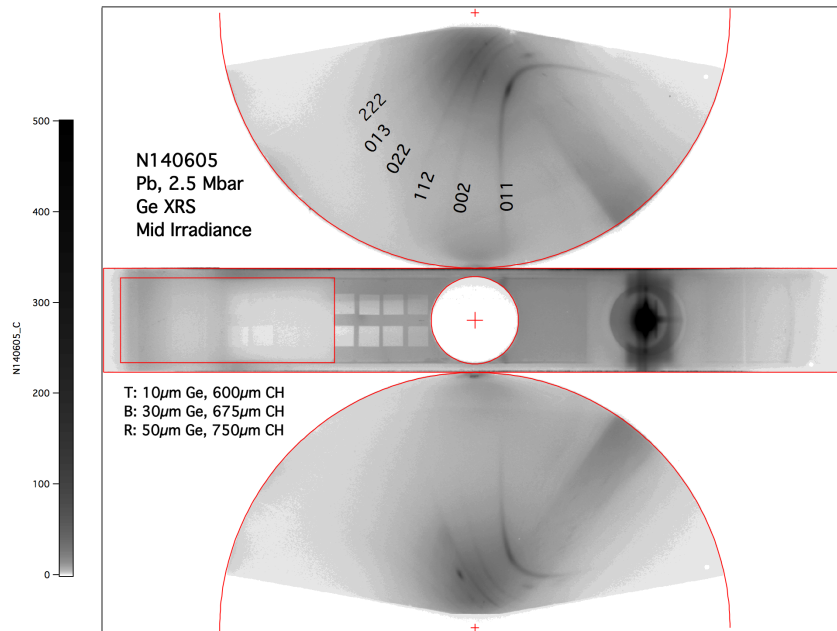 500
400
300
200
100
0
N140605_C
N140605
Pb, 2.5 Mbar
Ge XRS
Mid Irradiance
222
013
022
112
002
011
T: 10µm Ge, 600µm CH
B: 30µm Ge, 675µm CH
R: 50µm Ge, 750µm CH